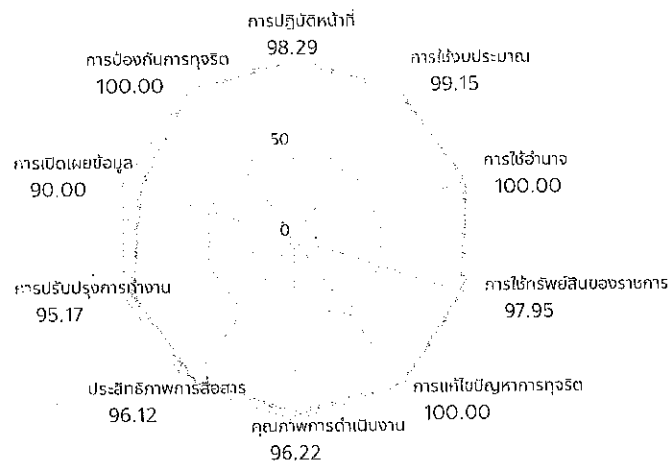 การปฏิบัติหน้าที่
98.29
การใช้งบประมาณ
99.15
การใช้อำนาจ
100.00
การใช้ทรัพย์สินของราชการ
97.95
การแก้ไขปัญหาการทุจริต
100.00
คุณภาพการดำเนินงาน
96.22
ประสิทธิภาพการสื่อสาร
96.12
การปรับปรุงการทำงาน
95.17
การเปิดเผยข้อมูล
90.00
การป้องกันการทุจริต
100.00
50
0